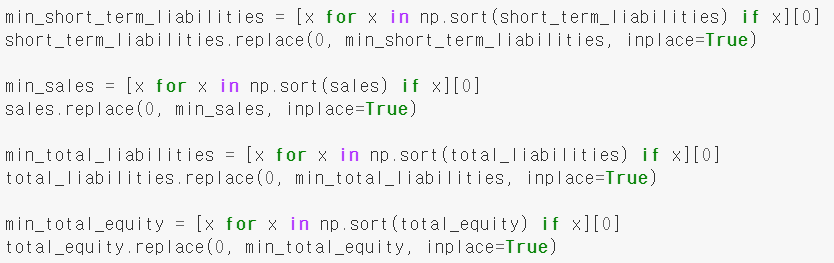 min_short_term_liabilities = [x for x in np.sort(short_term_liabilities) if x][0]
short_term_liabilities.replace(0, min_short_term_liabilities, inplace=True)
min_sales = [x for x in np.sort(sales) if x][0]
sales.replace(0, min_sales, inplace=True)
min_total_liabilities = [x for x in np.sort(total_liabilities) if x][0]
total_liabilities.replace(0, min_total_liabilities, inplace=True)
min_total_equity = [x for x in np.sort(total_equity) if x][0]
total_equity.replace(0, min_total_equity, inplace=True)